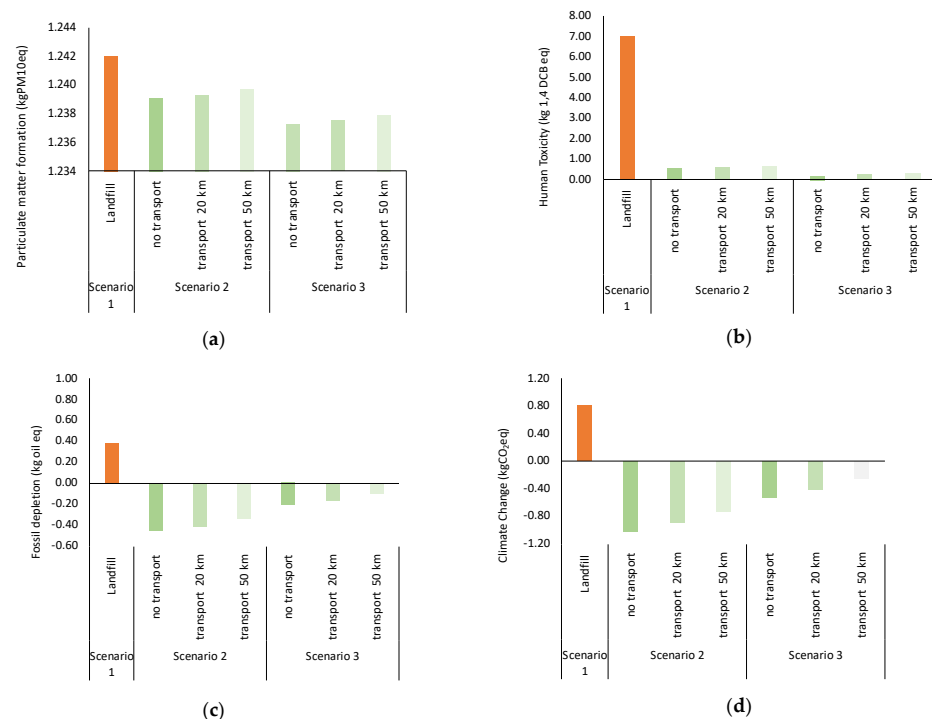 Particulate matter formation (kgPM10eq)
1.244
1.242
1.240
1.238
1.236
1.234
Landfill
no transport
transport 20 km
transport 50 km
no transport
transport 20 km
transport 50 km
Scenario
1
Scenario 2
Scenario 3
(a)
Human Toxicity (kg 1,4 DCB eq)
8.00
7.00
6.00
5.00
4.00
3.00
2.00
1.00
0.00
Landfill
no transport
transport 20 km
transport 50 km
no transport
transport 20 km
transport 50 km
Scenario
1
Scenario 2
Scenario 3
(b)
Fossil depletion (kg oil eq)
1.00
0.80
0.60
0.40
0.20
0.00
-0.20
-0.40
-0.60
Landfill
no transport
transport 20 km
transport 50 km
no transport
transport 20 km
transport 50 km
Scenario
1
Scenario 2
Scenario 3
(c)
Climate Change (kgCO₂eq)
1.20
0.80
0.40
0.00
-0.40
-0.80
-1.20
Landfill
no transport
transport 20 km
transport 50 km
no transport
transport 20 km
transport 50 km
Scenario
1
Scenario 2
Scenario 3
(d)